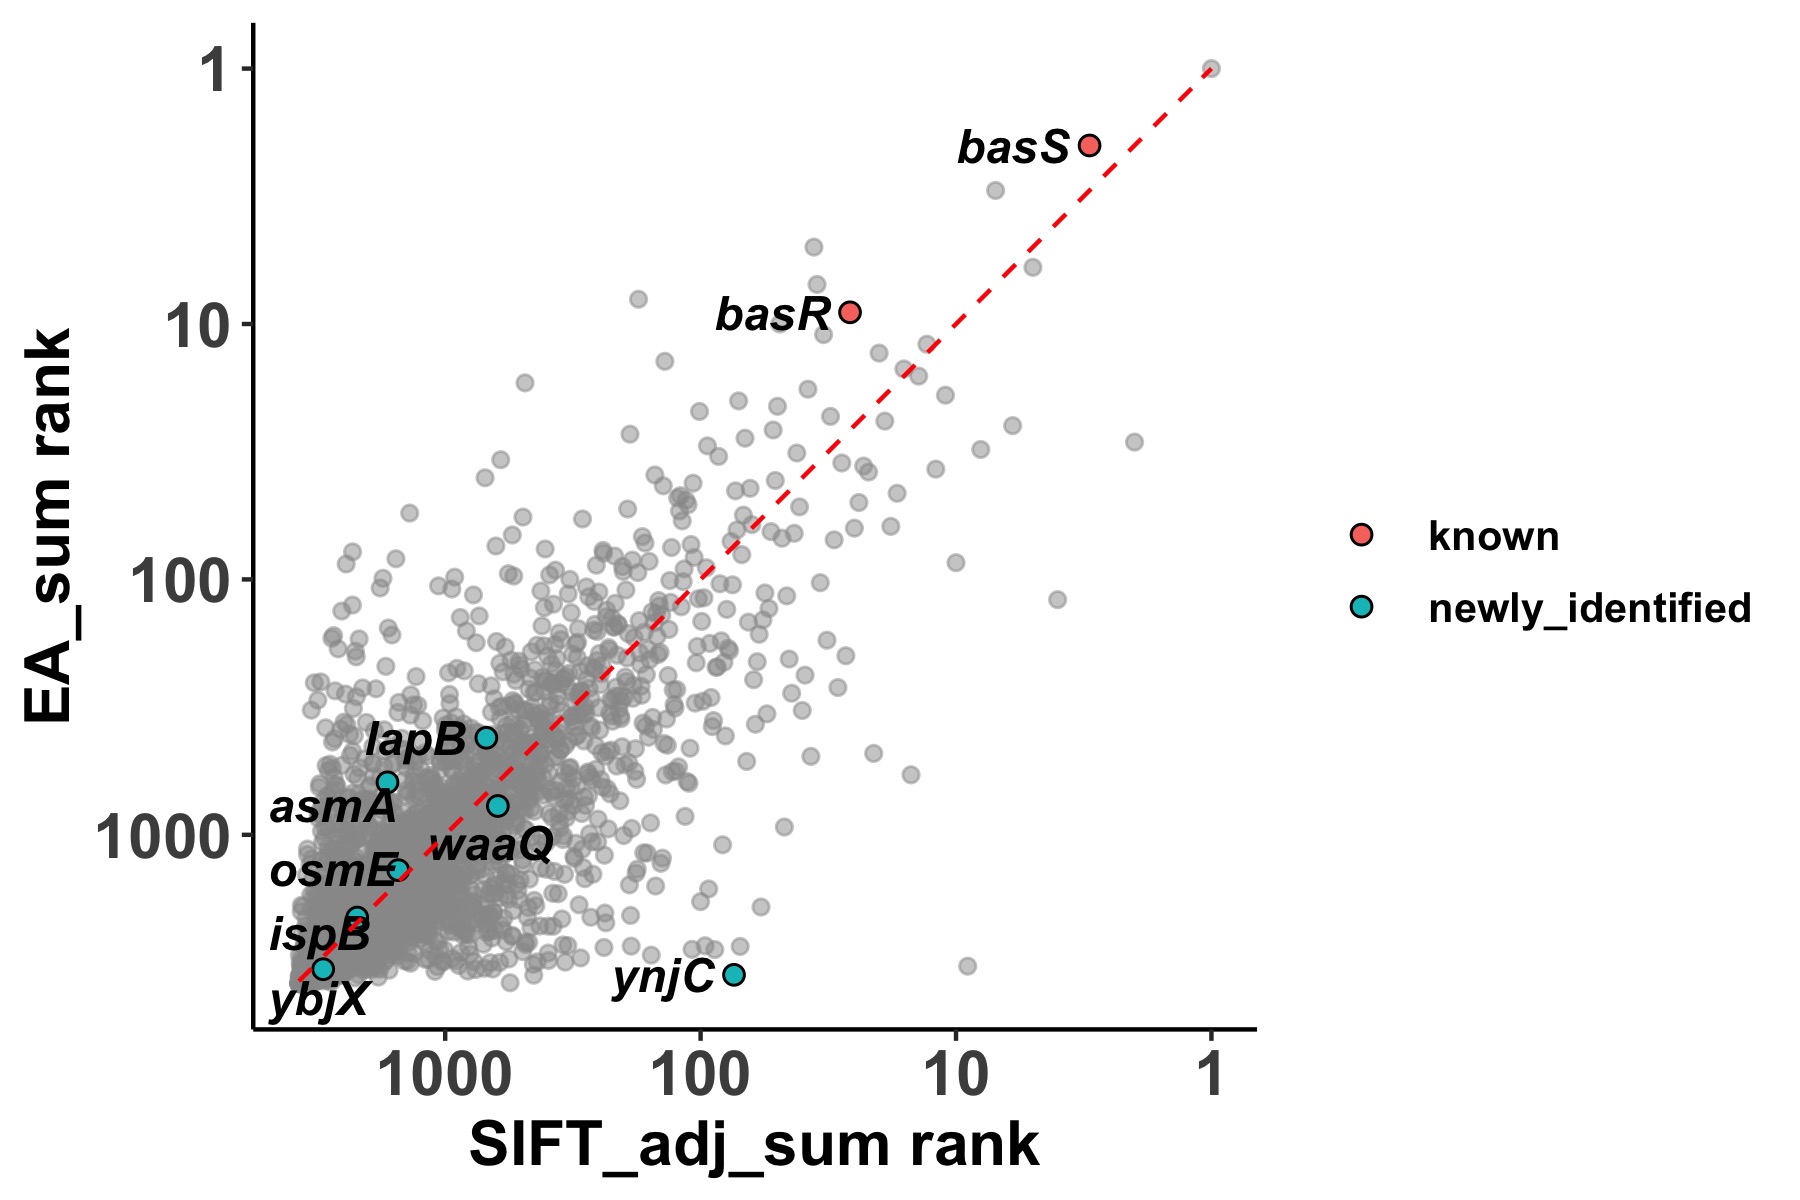 1
basS
10
basR
100
EA_sum rank
known
newly_identified
lapB
asmA
1000
waaQ
osmE
ispB
ynjC
ybjX
1000 100 10 1
SIFT_adj_sum rank